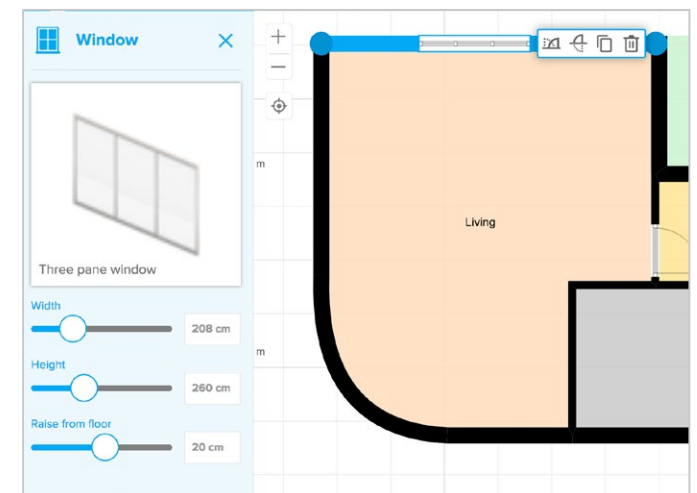 Window
Three pane window
Width
208 cm
Height
260 cm
Raise from floor
20 cm
m
Living
m